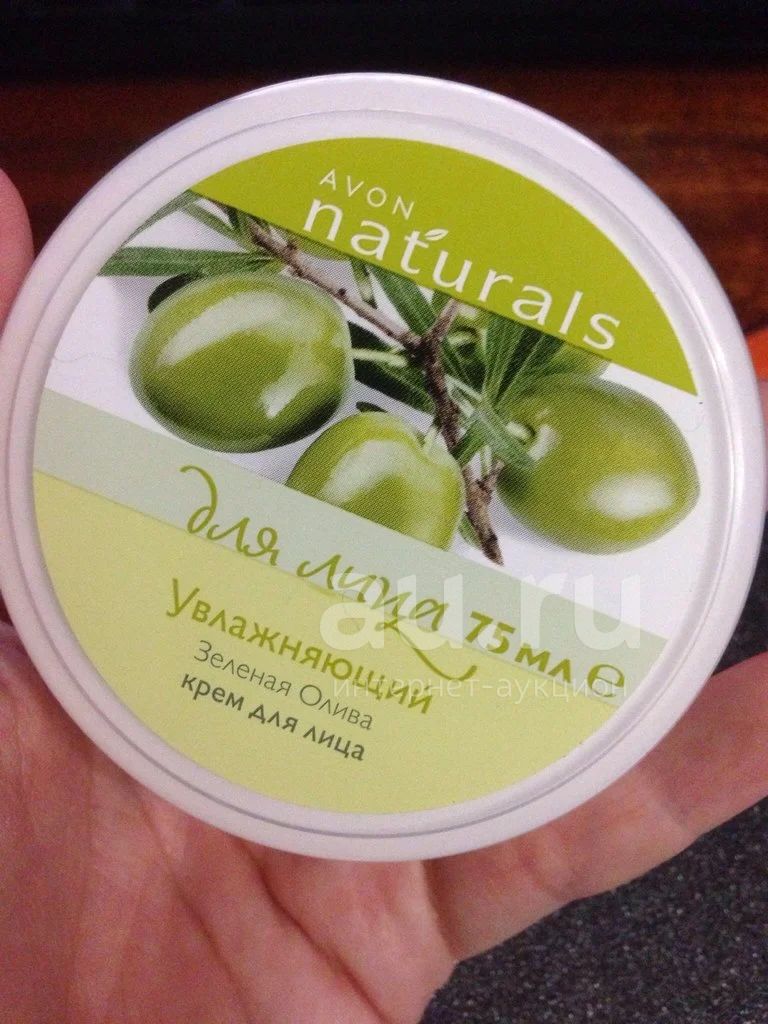 AVON
naturals
для лица 75 мл ℮
Увлажняющий
Зеленая Олива
крем для лица
au.ru
интернет-аукцион